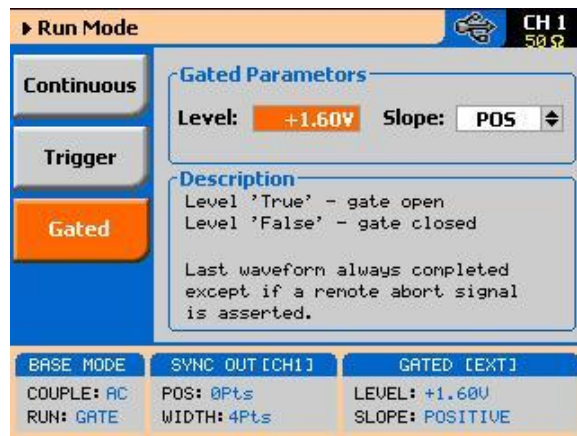 Run Mode
CH 1
50 Ω
Continuous
Trigger
Gated
Gated Parametors
Level: +1.60V Slope: POS
Description
Level 'True' - gate open
Level 'False' - gate closed
Last waveform always completed
except if a remote abort signal
is asserted.
BASE MODE
COUPLE: AC
RUN: GATE
SYNC OUT [CH1]
POS: 0Pts
WIDTH: 4Pts
GATED [EXT]
LEVEL: +1.60V
SLOPE: POSITIVE